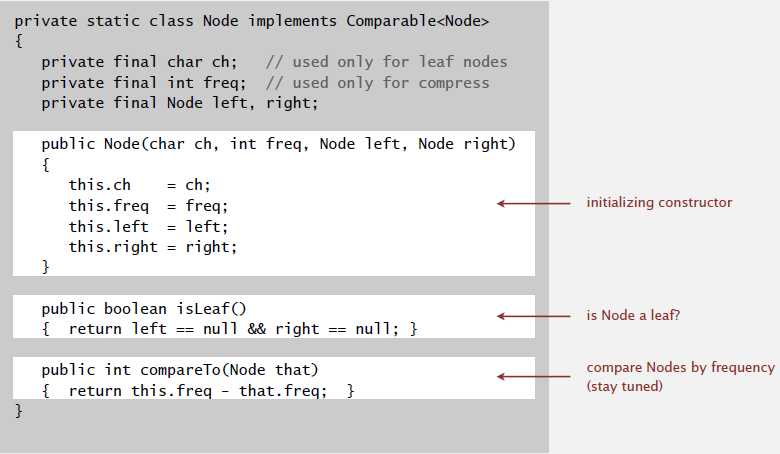 private static class Node implements Comparable<Node>
{
private final char ch;   // used only for leaf nodes
private final int freq;  // used only for compress
private final Node left, right;
public Node(char ch, int freq, Node left, Node right)
{
this.ch    = ch;
this.freq  = freq;
this.left  = left;
this.right = right;
}
initializing constructor
public boolean isLeaf()
{  return left == null && right == null; }
is Node a leaf?
public int compareTo(Node that)
{  return this.freq - that.freq;  }
compare Nodes by frequency
(stay tuned)
}